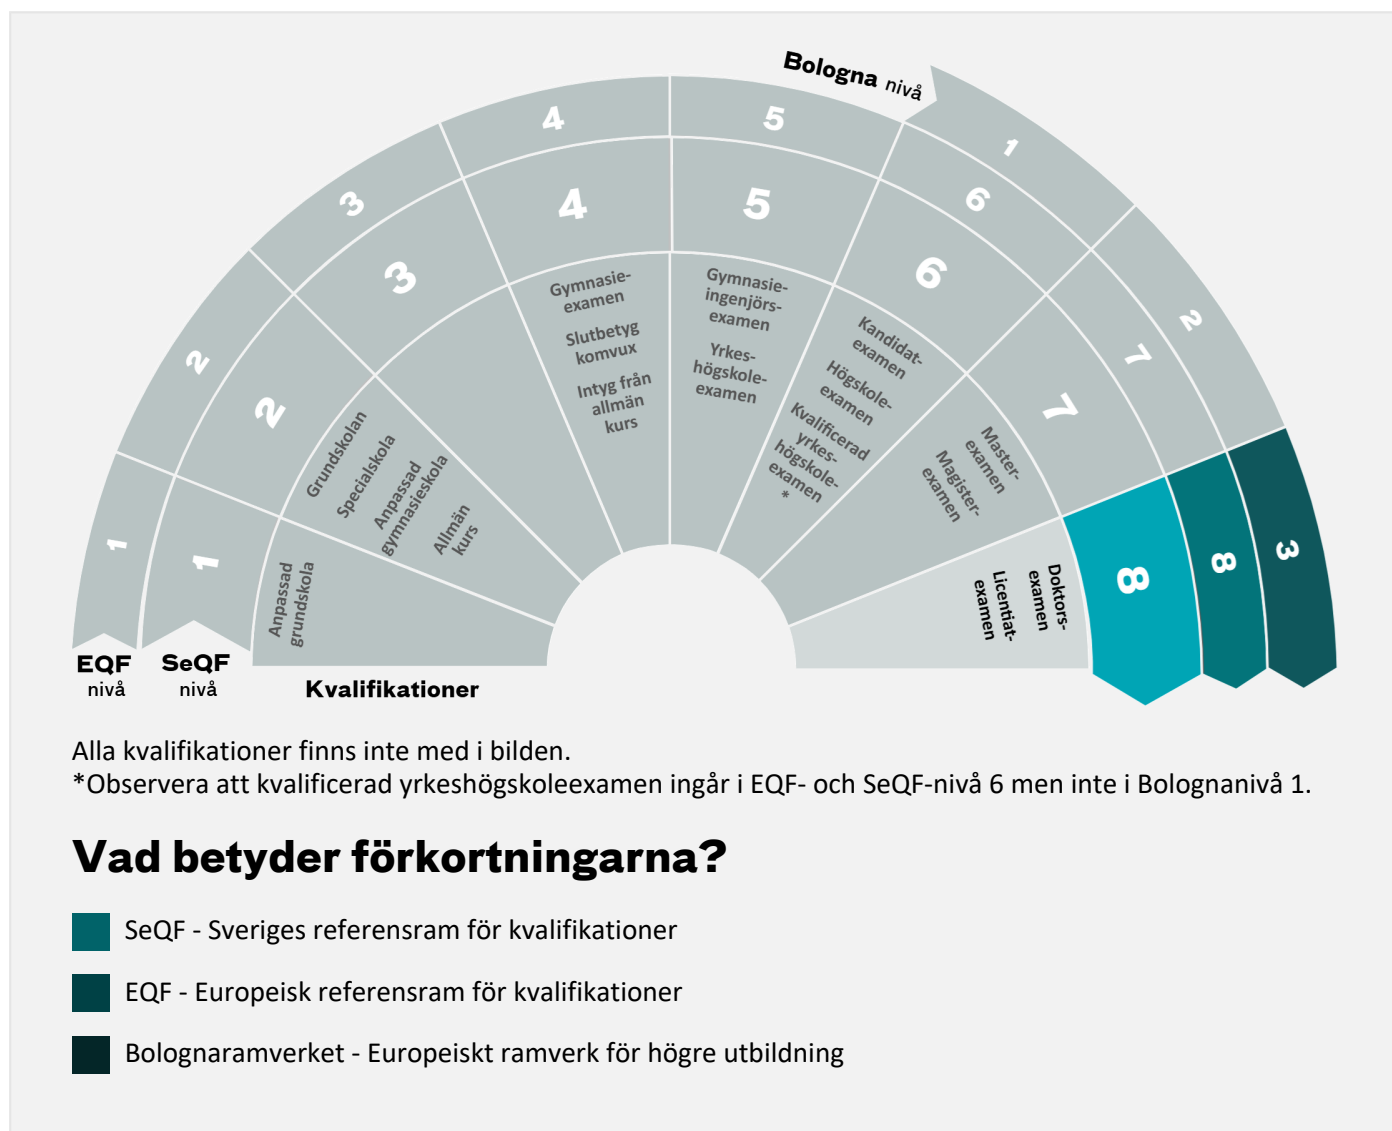 Bologna nivå
1
2
3
4
5
6
7
8
1
2
3
1
2
3
4
5
6
7
8
Anpassad
grundskola
Grundskolan
Specialskola
Anpassad
gymnasieskola
Allmän
kurs
Gymnasie-
examen
Slutbetyg
komvux
Intyg från
allmän
kurs
Gymnasie-
ingenjörs-
examen
Yrkes-
högskole-
examen
Kandidat-
examen
Högskole-
examen
Kvalificerad
yrkes-
högskole-
examen
*
Master-
examen
Magister-
examen
Doktors-
examen
Licentiat-
examen
EQF
nivå
SeQF
nivå
Kvalifikationer
Alla kvalifikationer finns inte med i bilden.
*Observera att kvalificerad yrkeshögskoleexamen ingår i EQF- och SeQF-nivå 6 men inte i Bolognanivå 1.
Vad betyder förkortningarna?
SeQF - Sveriges referensram för kvalifikationer
EQF - Europeisk referensram för kvalifikationer
Bolognaramverket - Europeiskt ramverk för högre utbildning